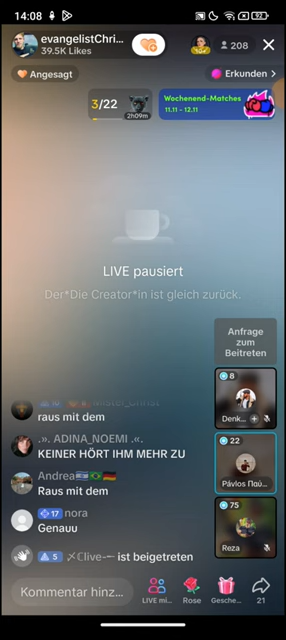 14:08
92
evangelistChri...
39.5K Likes
208
Angesagt
Erkunden >
3/22
2h09m
Wochenend-Matches
11.11 - 12.11
LIVE pausiert
Der*Die Creator*in ist gleich zurück.
Anfrage
zum
Beitreten
8
Denk...
raus mit dem
.». ADINA_NOEMI .«.
KEINER HÖRT IHM MEHR ZU
22
Pávlos Παύ...
Andrea🇮🇱🇧🇷🇩🇪
Raus mit dem
75
Reza
17 nora
Genauu
5 〆Clive-~ ist beigetreten
Kommentar hinz...
LIVE mi...
Rose
Gesche...
21